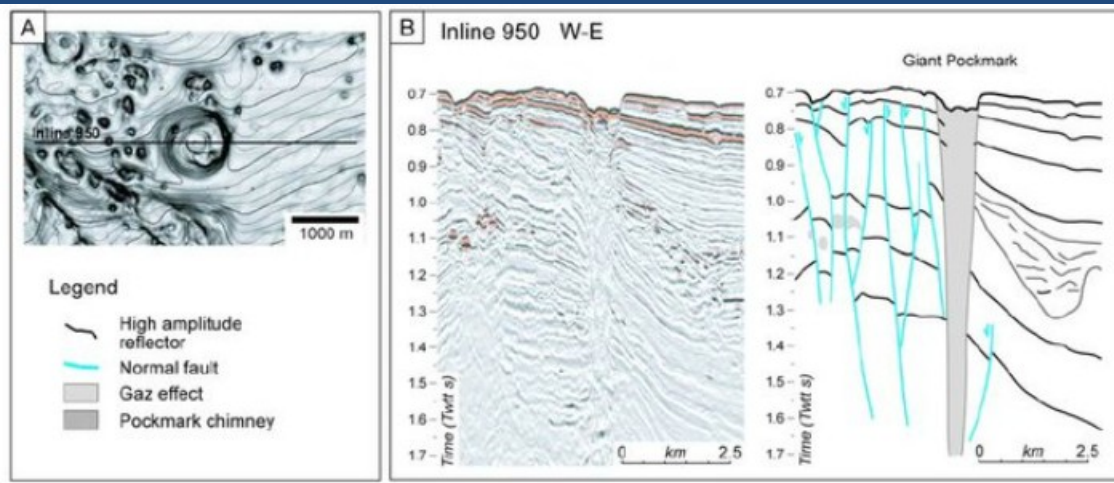 A
Inline 950
1000 m
Legend
High amplitude
reflector
Normal fault
Gaz effect
Pockmark chimney
B Inline 950 W-E
0.7
0.8
0.9
1.0
1.1
1.2
1.3
1.4
1.5
1.6
1.7
Time (Twtt s)
0 km 2.5
Giant Pockmark
0.7
0.8
0.9
1.0
1.1
1.2
1.3
1.4
1.5
1.6
1.7
Time (Twtt s)
0 km 2.5